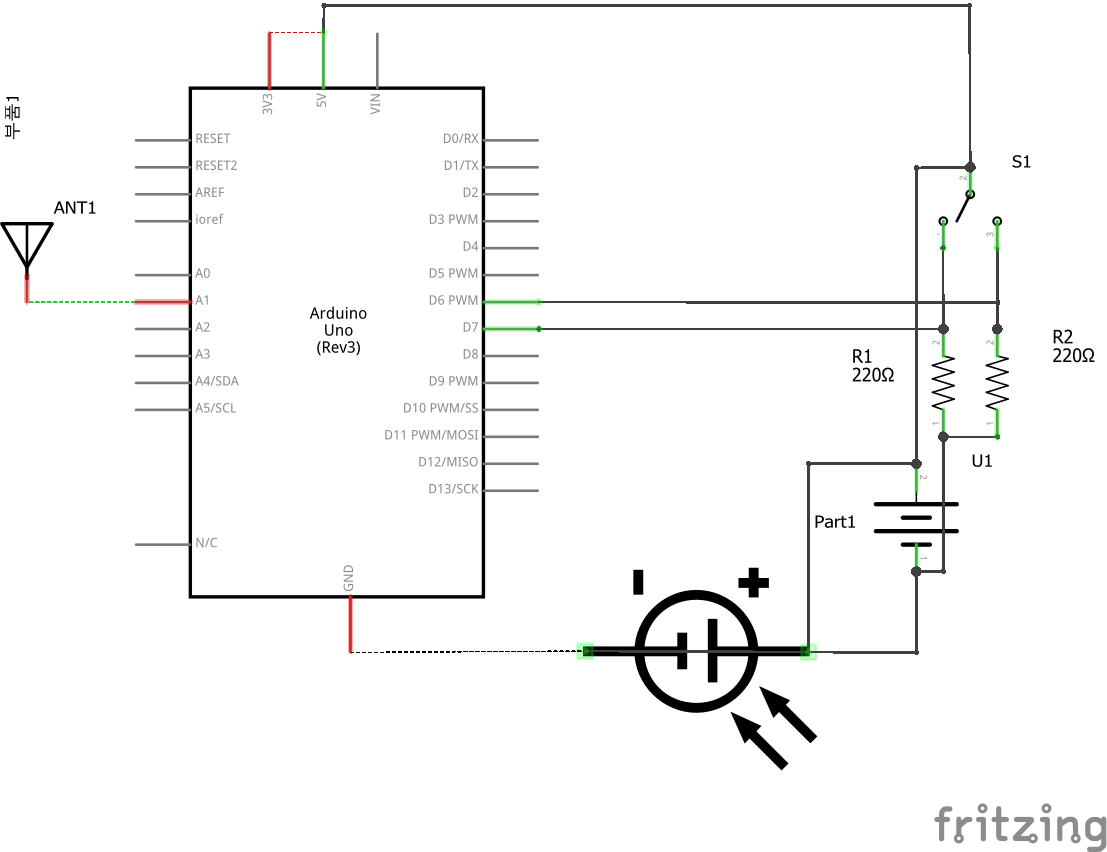 3V3
5V
VIN
부품1
RESET
RESET2
AREF
ioref
A0
A1
A2
A3
A4/SDA
A5/SCL
N/C
D0/RX
D1/TX
D2
D3 PWM
D4
D5 PWM
D6 PWM
D7
D8
D9 PWM
D10 PWM/SS
D11 PWM/MOSI
D12/MISO
D13/SCK
GND
Arduino
Uno
(Rev3)
ANT1
S1
2
3
R1
220Ω
2
1
R2
220Ω
2
1
U1
2
1
Part1
- +
fritzing